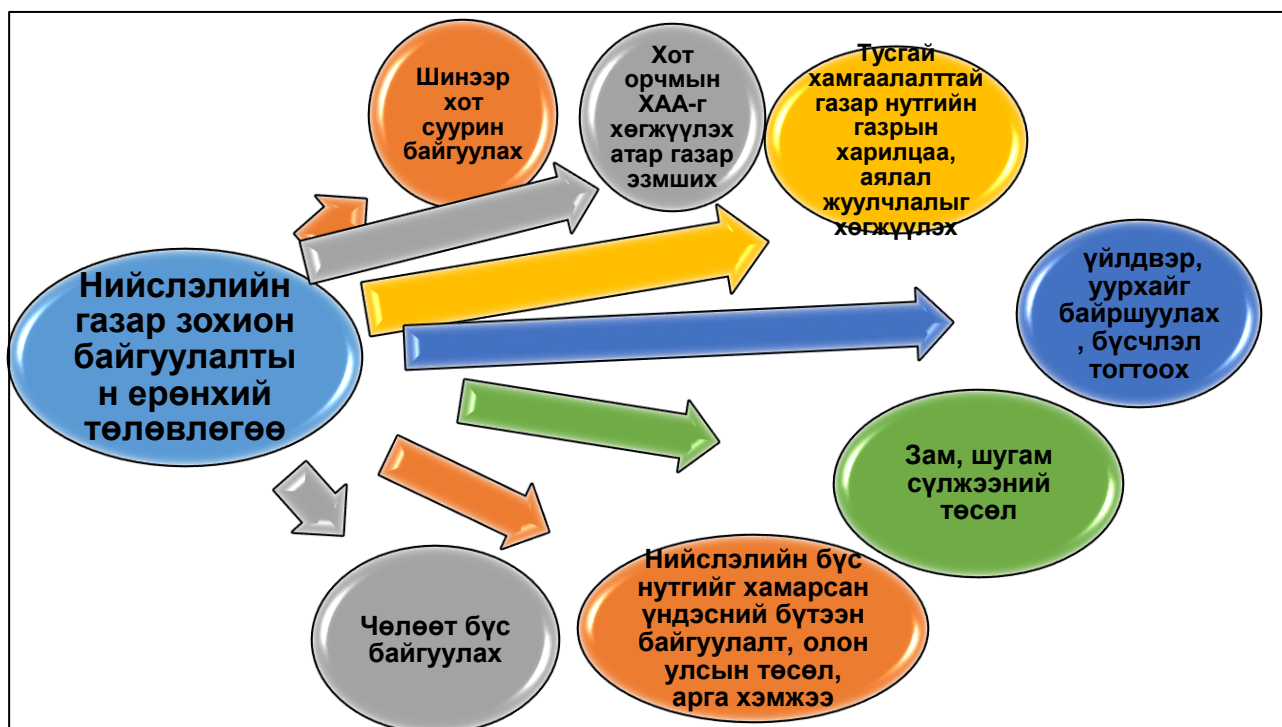 Шинээр
хот
суурин
байгуулах
Хот
орчмын
ХАА-г
хөгжүүлэх
атар газар
эзмших
Тусгай
хамгаалалттай
газар нутгийн
газрын
харилцаа,
аялал
жуулчлалыг
хөгжүүлэх
Нийслэлийн
газар зохион
байгуулалты
н ерөнхий
төлөвлөгөө
үйлдвэр,
уурхайг
байршуулах
, бүсчлэл
тогтоох
Зам, шугам
сүлжээний
төсөл
Нийслэлийн бүс
нутгийг хамарсан
үндэсний бүтээн
байгуулалт, олон
улсын төсөл,
арга хэмжээ
Чөлөөт бүс
байгуулах